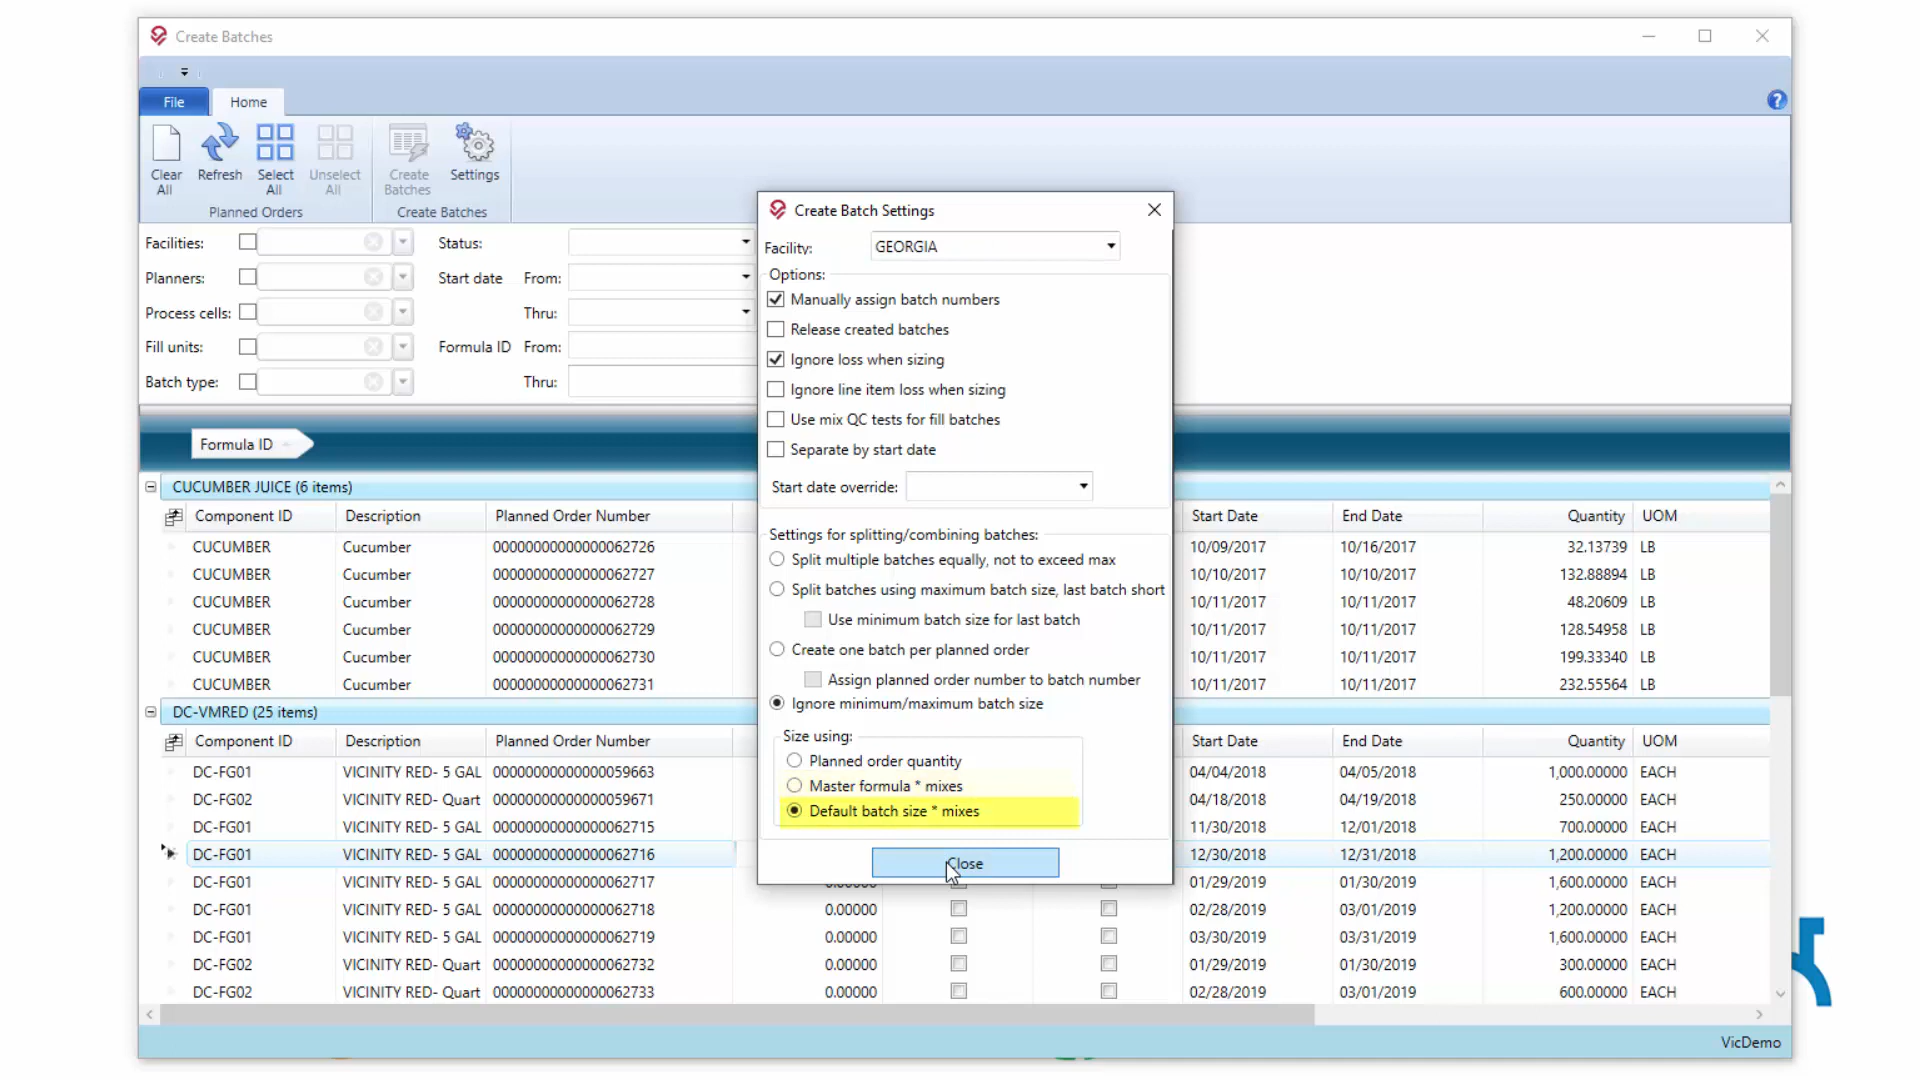 Create Batches
File Home
Clear All Refresh Select All Unselect All Create Batches Settings
Planned Orders Create Batches
Facilities: Status:
Planners: Start date From:
Process cells: Thru:
Fill units: Formula ID From:
Batch type: Thru:
Formula ID
CUCUMBER JUICE (6 items)
Component ID Description Planned Order Number Start Date End Date Quantity UOM
CUCUMBER Cucumber 00000000000000062726 10/09/2017 10/16/2017 32.13739 LB
CUCUMBER Cucumber 00000000000000062727 10/10/2017 10/10/2017 132.88894 LB
CUCUMBER Cucumber 00000000000000062728 10/11/2017 10/11/2017 48.20609 LB
CUCUMBER Cucumber 00000000000000062729 10/11/2017 10/11/2017 128.54958 LB
CUCUMBER Cucumber 00000000000000062730 10/11/2017 10/11/2017 199.33340 LB
CUCUMBER Cucumber 00000000000000062731 10/11/2017 10/11/2017 232.55564 LB
DC-VMRED (25 items)
Component ID Description Planned Order Number Start Date End Date Quantity UOM
DC-FG01 VICINITY RED- 5 GAL 00000000000000059663 04/04/2018 04/05/2018 1,000.00000 EACH
DC-FG02 VICINITY RED- Quart 00000000000000059671 04/18/2018 04/19/2018 250.00000 EACH
DC-FG01 VICINITY RED- 5 GAL 00000000000000062715 11/30/2018 12/01/2018 700.00000 EACH
DC-FG01 VICINITY RED- 5 GAL 00000000000000062716 12/30/2018 12/31/2018 1,200.00000 EACH
DC-FG01 VICINITY RED- 5 GAL 00000000000000062717 0.00000 01/29/2019 01/30/2019 1,600.00000 EACH
DC-FG01 VICINITY RED- 5 GAL 00000000000000062718 0.00000 02/28/2019 03/01/2019 1,200.00000 EACH
DC-FG01 VICINITY RED- 5 GAL 00000000000000062719 0.00000 03/30/2019 03/31/2019 1,600.00000 EACH
DC-FG02 VICINITY RED- Quart 00000000000000062732 0.00000 01/29/2019 01/30/2019 300.00000 EACH
DC-FG02 VICINITY RED- Quart 00000000000000062733 0.00000 02/28/2019 03/01/2019 600.00000 EACH
VicDemo
Create Batch Settings
Facility: GEORGIA
Options:
Manually assign batch numbers
Release created batches
Ignore loss when sizing
Ignore line item loss when sizing
Use mix QC tests for fill batches
Separate by start date
Start date override:
Settings for splitting/combining batches:
Split multiple batches equally, not to exceed max
Split batches using maximum batch size, last batch short
Use minimum batch size for last batch
Create one batch per planned order
Assign planned order number to batch number
Ignore minimum/maximum batch size
Size using:
Planned order quantity
Master formula * mixes
Default batch size * mixes
Close